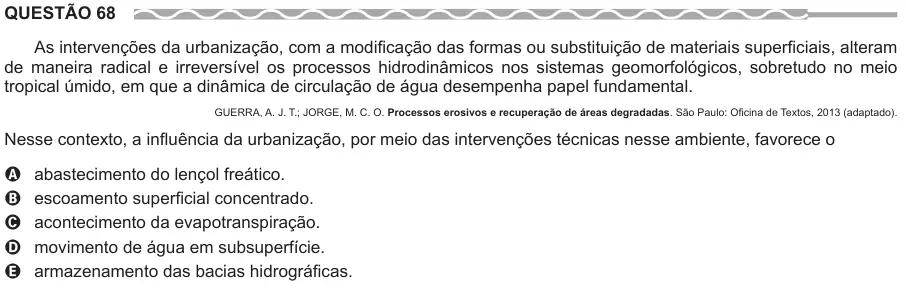 QUESTÃO 68
As intervenções da urbanização, com a modificação das formas ou substituição de materiais superficiais, alteram
de maneira radical e irreversível os processos hidrodinâmicos nos sistemas geomorfológicos, sobretudo no meio
tropical úmido, em que a dinâmica de circulação de água desempenha papel fundamental.
GUERRA, A. J. T.; JORGE, M. C. O. Processos erosivos e recuperação de áreas degradadas. São Paulo: Oficina de Textos, 2013 (adaptado).
Nesse contexto, a influência da urbanização, por meio das intervenções técnicas nesse ambiente, favorece o
A abastecimento do lençol freático.
B escoamento superficial concentrado.
C acontecimento da evapotranspiração.
D movimento de água em subsuperfície.
E armazenamento das bacias hidrográficas.